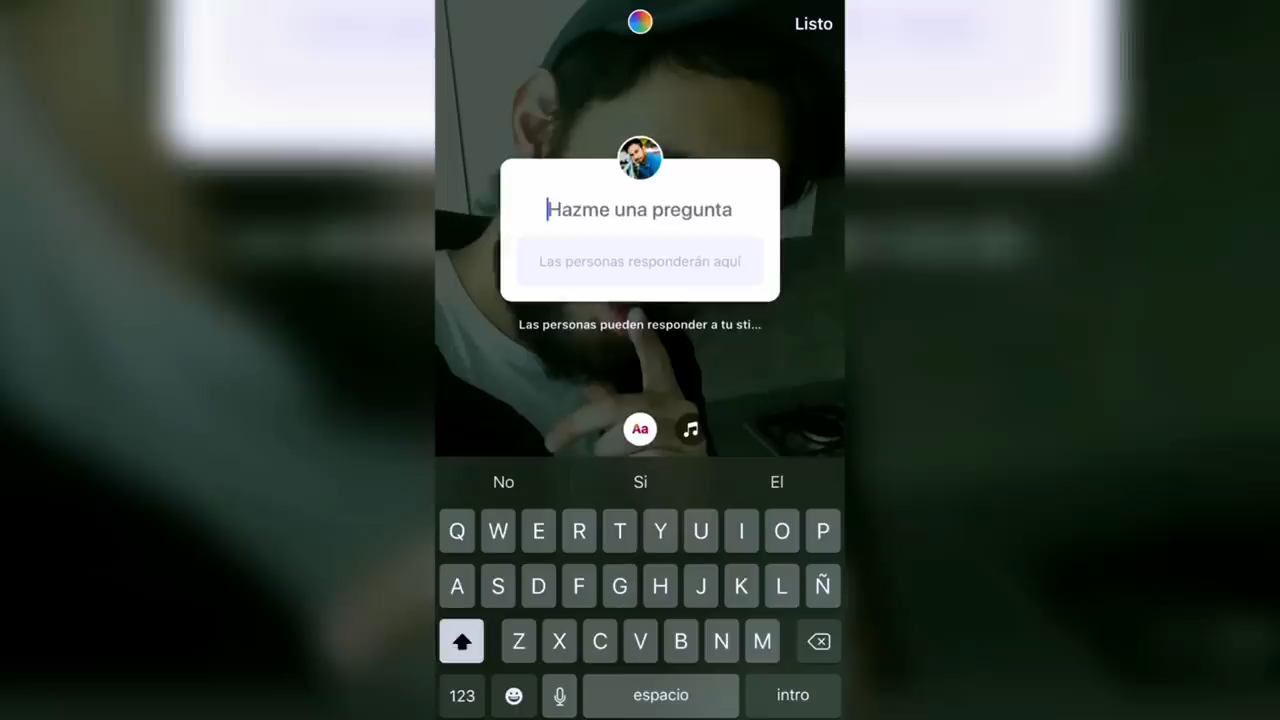 Listo
Hazme una pregunta
Las personas responderán aquí
Las personas pueden responder a tu sti...
Aa
No Si El
Q W E R T Y U I O P
A S D F G H J K L Ñ
Z X C V B N M
123 espacio intro